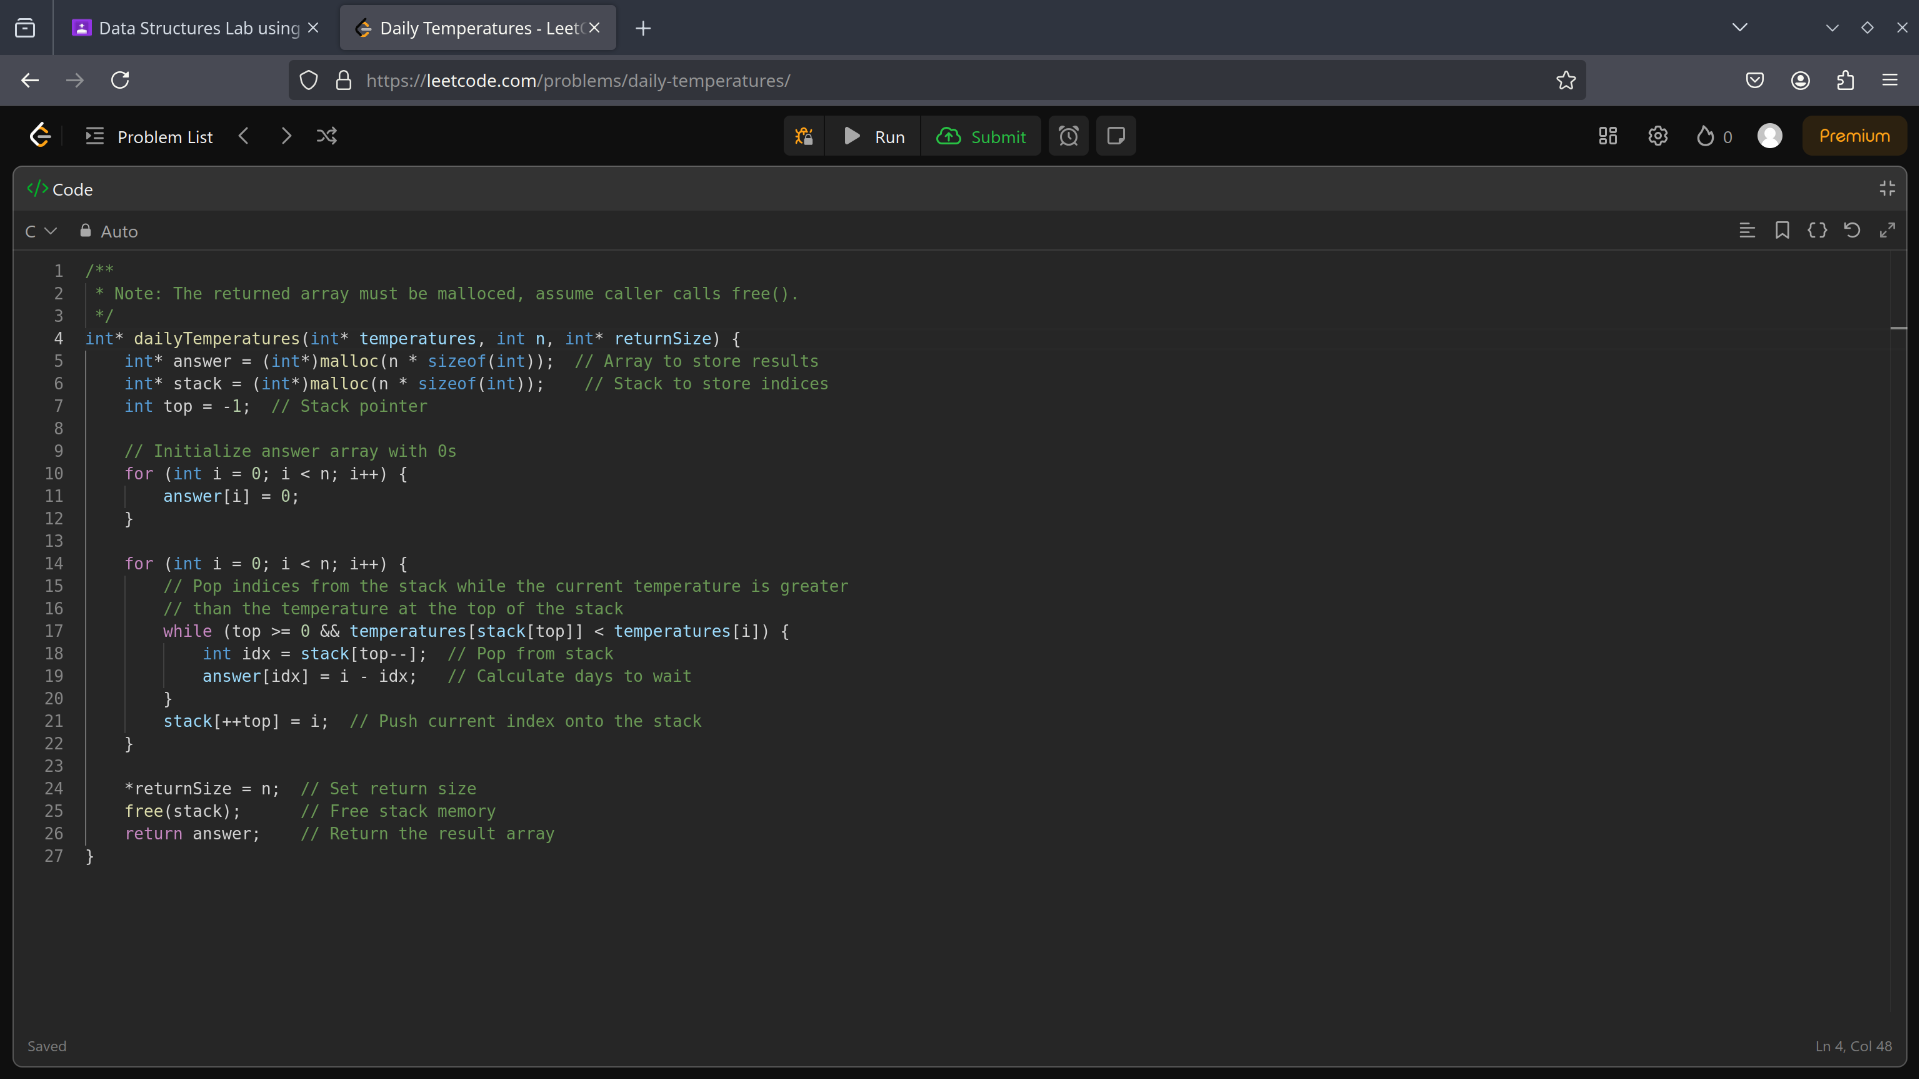 Data Structures Lab using
Daily Temperatures - Leet
https://leetcode.com/problems/daily-temperatures/
Problem List
Run
Submit
0
Premium
</> Code
C
Auto
1 /**
2  * Note: The returned array must be malloced, assume caller calls free().
3  */
4 int* dailyTemperatures(int* temperatures, int n, int* returnSize) {
5     int* answer = (int*)malloc(n * sizeof(int));  // Array to store results
6     int* stack = (int*)malloc(n * sizeof(int));    // Stack to store indices
7     int top = -1;  // Stack pointer
8
9     // Initialize answer array with 0s
10     for (int i = 0; i < n; i++) {
11         answer[i] = 0;
12     }
13
14     for (int i = 0; i < n; i++) {
15         // Pop indices from the stack while the current temperature is greater
16         // than the temperature at the top of the stack
17         while (top >= 0 && temperatures[stack[top]] < temperatures[i]) {
18             int idx = stack[top--];  // Pop from stack
19             answer[idx] = i - idx;   // Calculate days to wait
20         }
21         stack[++top] = i;  // Push current index onto the stack
22     }
23
24     *returnSize = n;  // Set return size
25     free(stack);      // Free stack memory
26     return answer;    // Return the result array
27 }
Saved
Ln 4, Col 48